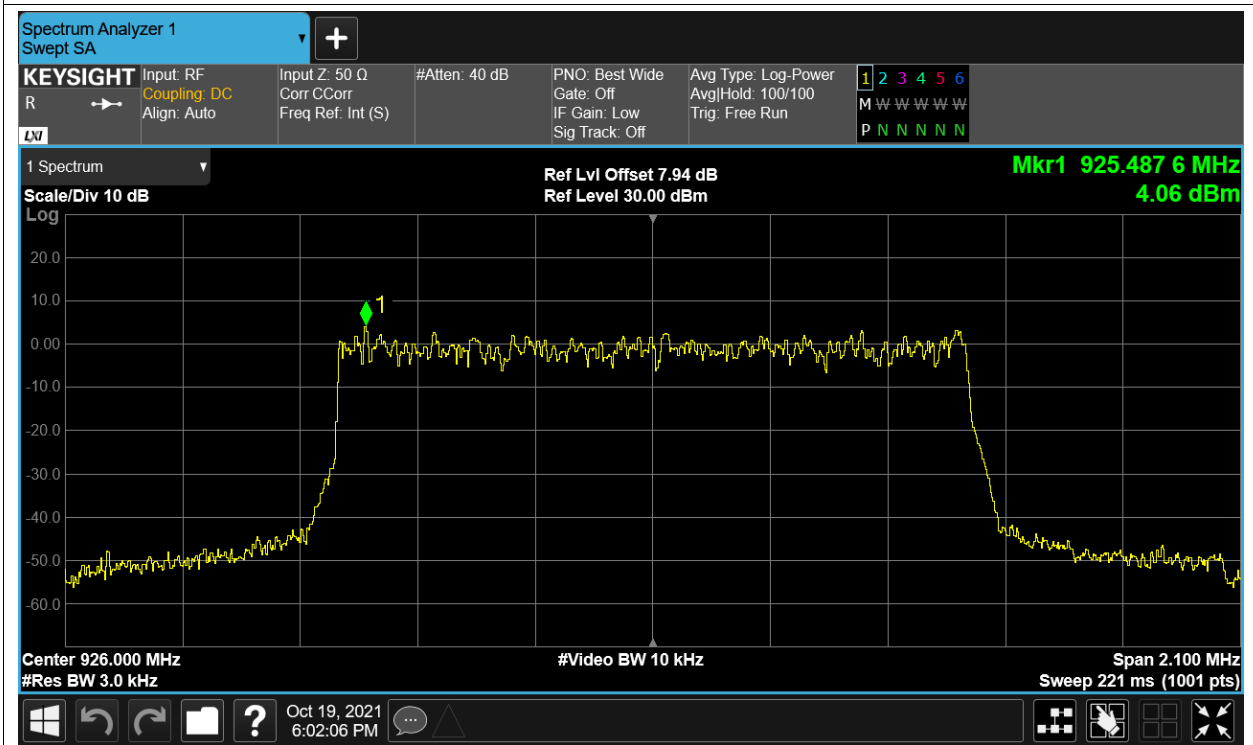 Spectrum Analyzer 1
Swept SA
▼
+
KEYSIGHT
R
LXI
Input: RF
Coupling: DC
Align: Auto
Input Z: 50 Ω
Corr CCorr
Freq Ref: Int (S)
#Atten: 40 dB
PNO: Best Wide
Gate: Off
IF Gain: Low
Sig Track: Off
Avg Type: Log-Power
Avg|Hold: 100/100
Trig: Free Run
1 2 3 4 5 6
M W W W W W
P N N N N N
1 Spectrum ▼
Scale/Div 10 dB
Log
Ref Lvl Offset 7.94 dB
Ref Level 30.00 dBm
Mkr1 925.487 6 MHz
4.06 dBm
20.0
10.0
0.00
-10.0
-20.0
-30.0
-40.0
-50.0
-60.0
1
Center 926.000 MHz
#Res BW 3.0 kHz
#Video BW 10 kHz
Span 2.100 MHz
Sweep 221 ms (1001 pts)
?
Oct 19, 2021
6:02:06 PM